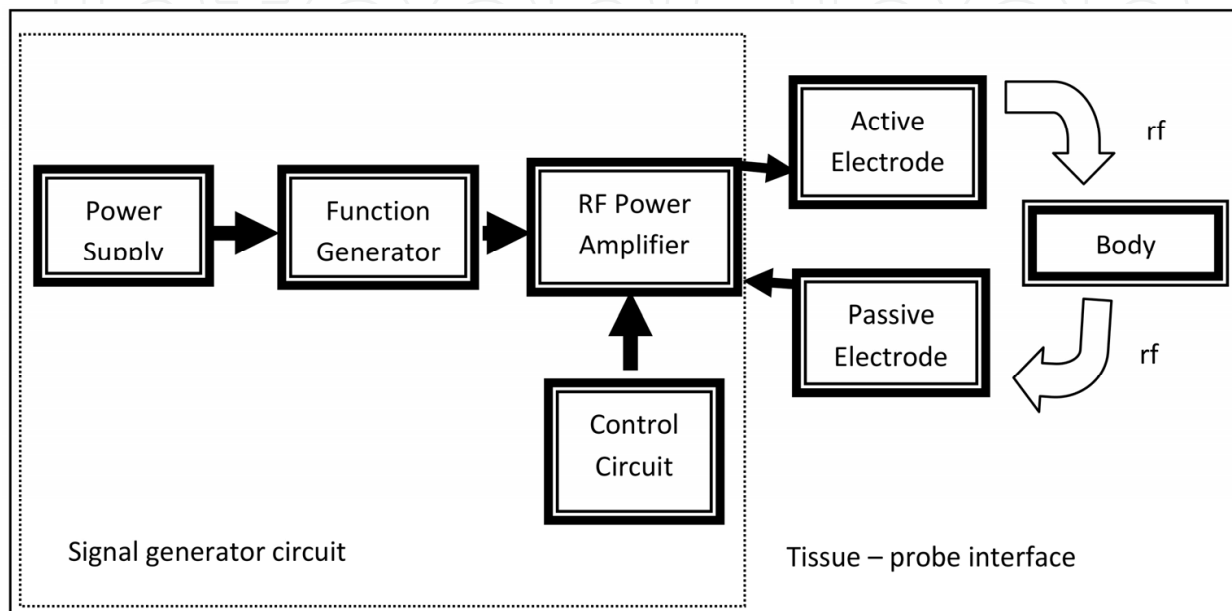 Power
Supply
Function
Generator
RF Power
Amplifier
Control
Circuit
Active
Electrode
rf
Body
Passive
Electrode
rf
Signal generator circuit
Tissue – probe interface